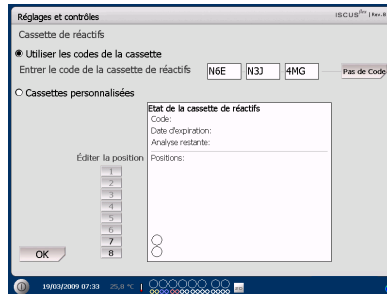 Réglages et contrôles
ISCUSflex | Rev.B
Cassette de réactifs
Utiliser les codes de la cassette
Entrer le code de la cassette de réactifs N6E N3J 4MG Pas de Code
Cassettes personnalisées
Etat de la cassette de réactifs
Code:
Date d'expiration:
Analyse restante:
Éditer la position Positions:
1
2
3
4
5
6
7
8
OK
19/03/2009 07:33 25,8 °C